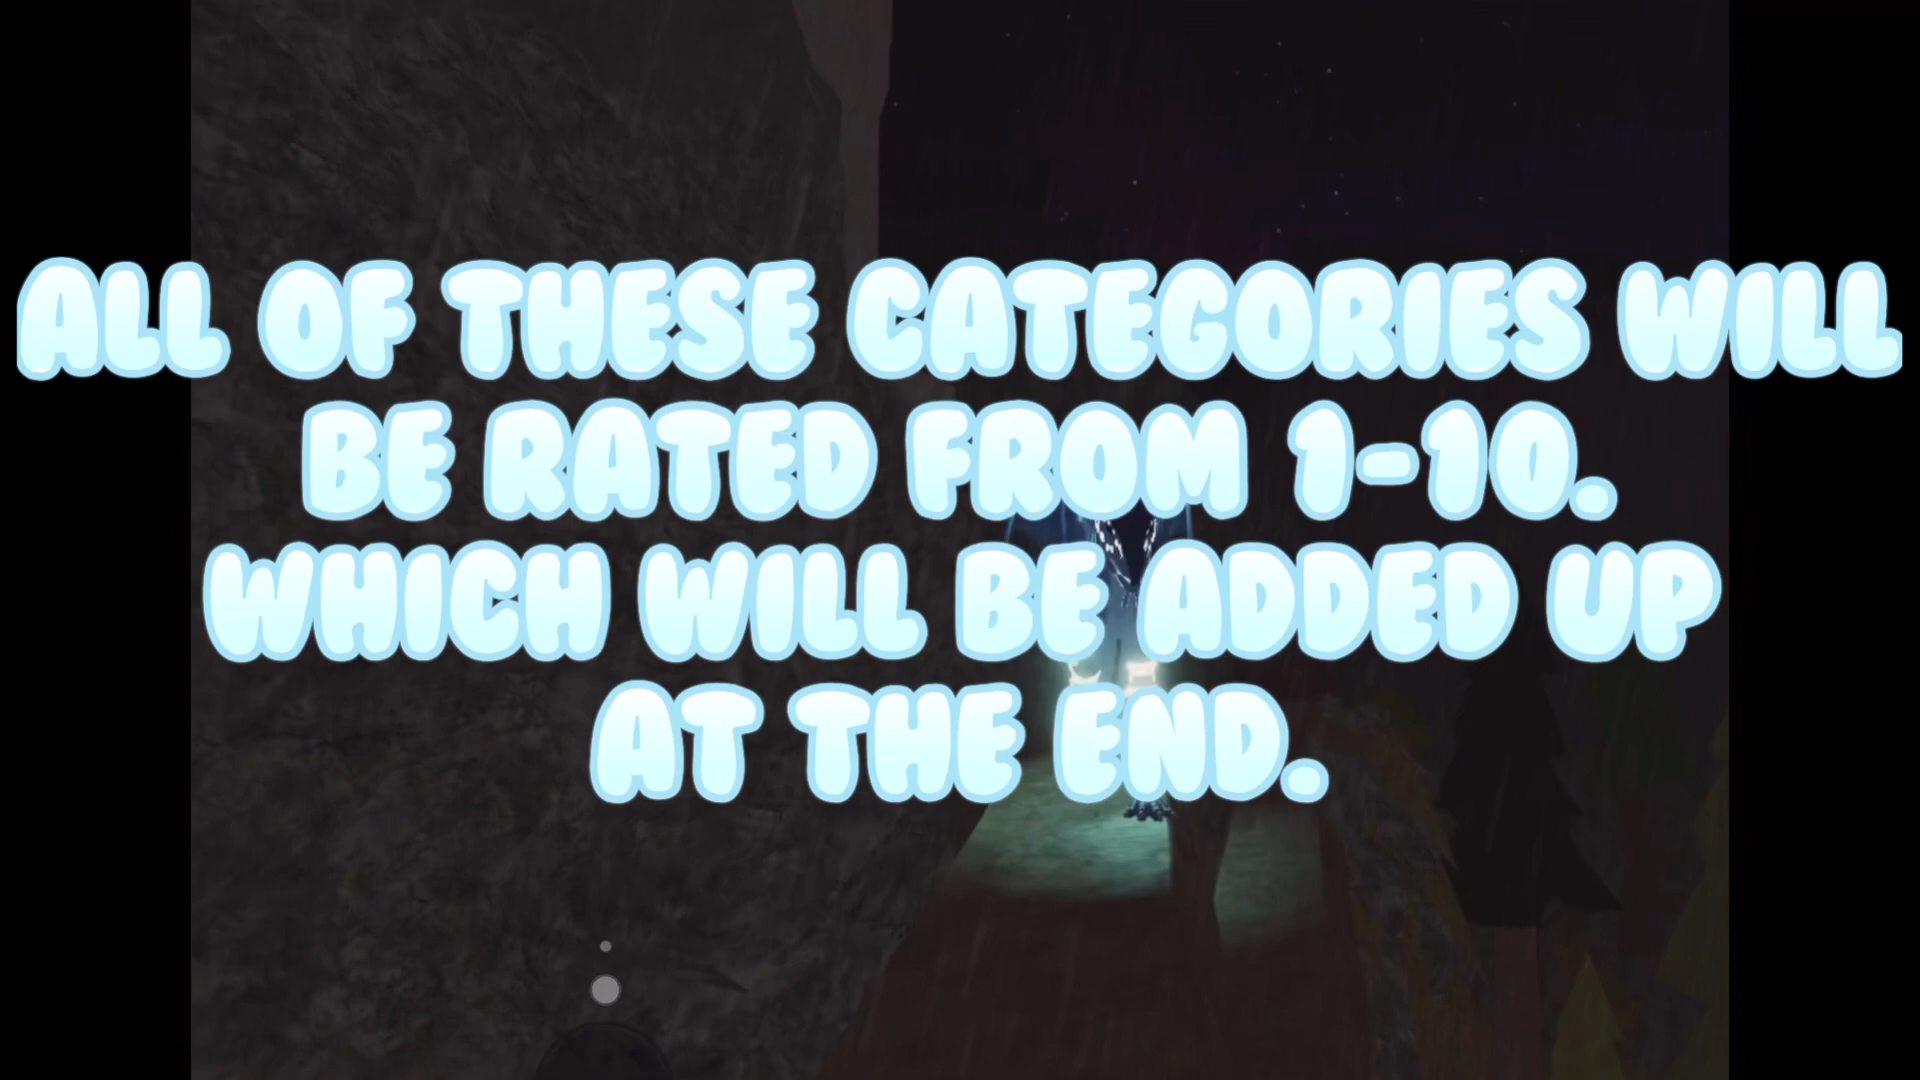 ALL OF THESE CATEGORIES WILL
BE RATED FROM 1-10.
WHICH WILL BE ADDED UP
AT THE END.